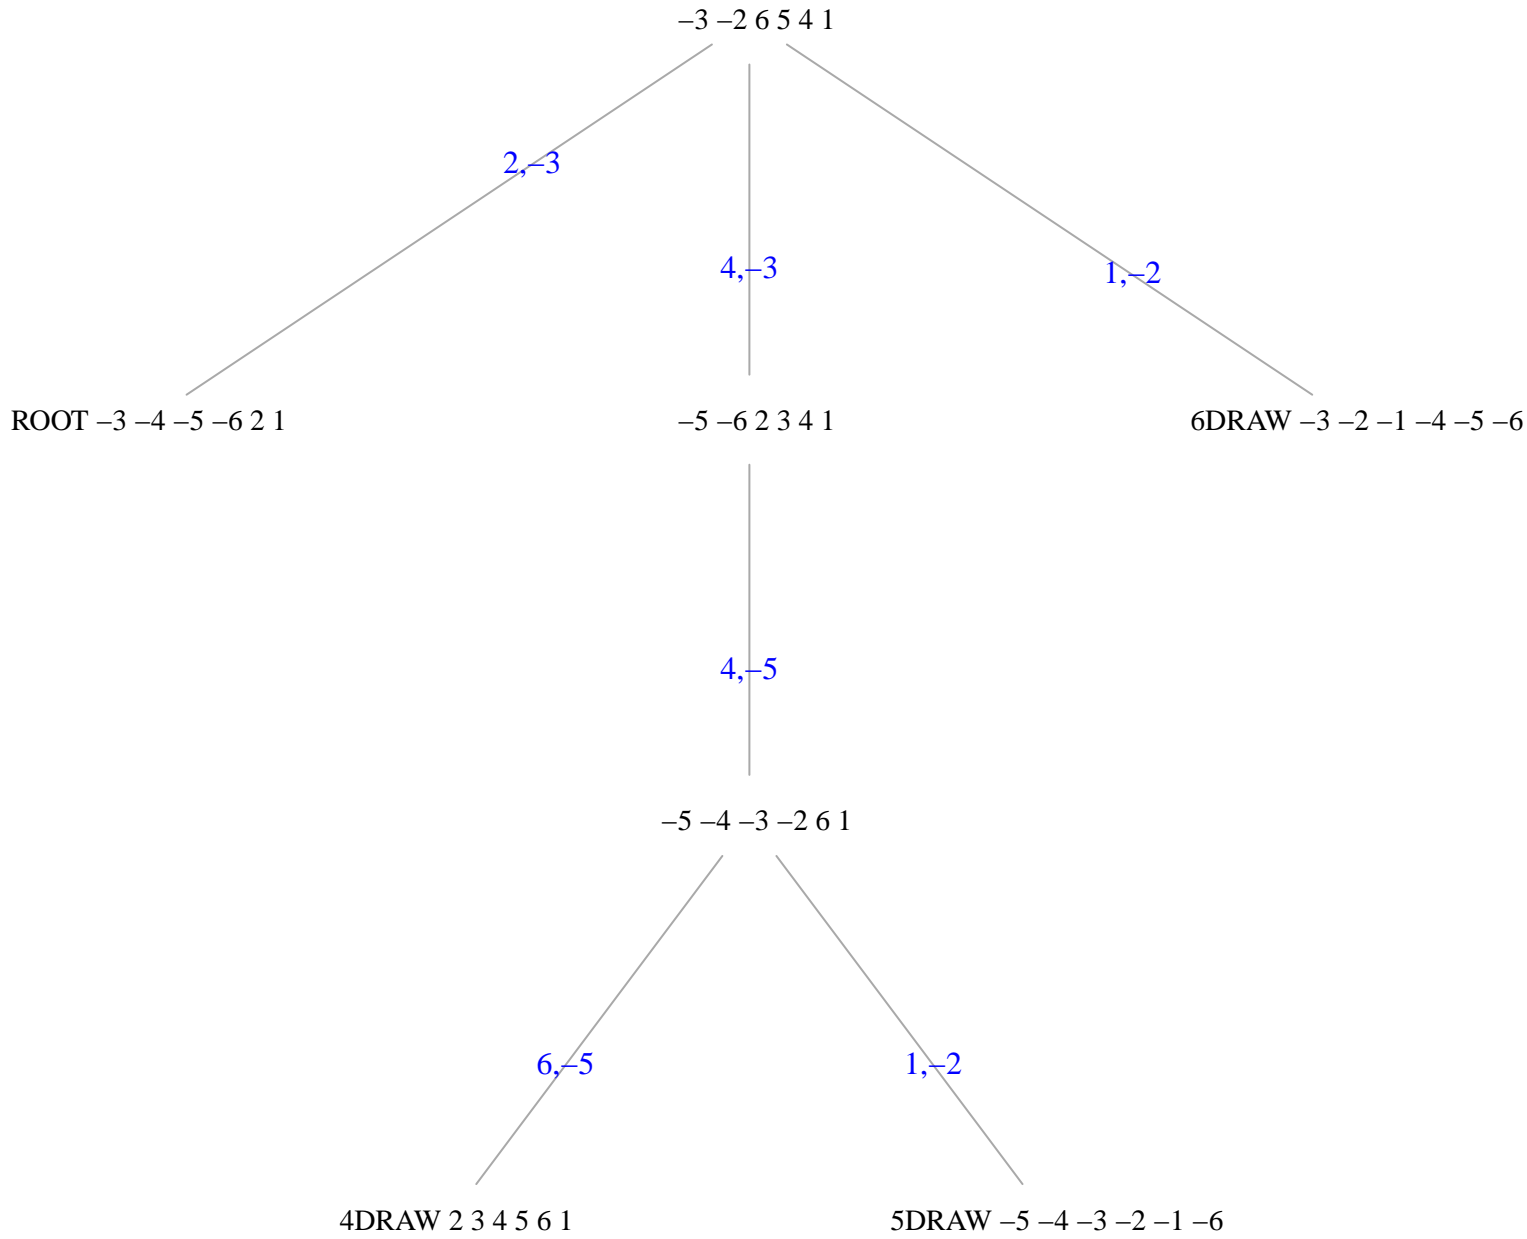 –3 –2 6 5 4 1
2,–3
4,–3
1,–2
ROOT –3 –4 –5 –6 2 1
–5 –6 2 3 4 1
6DRAW –3 –2 –1 –4 –5 –6
4,–5
–5 –4 –3 –2 6 1
6,–5
1,–2
4DRAW 2 3 4 5 6 1
5DRAW –5 –4 –3 –2 –1 –6